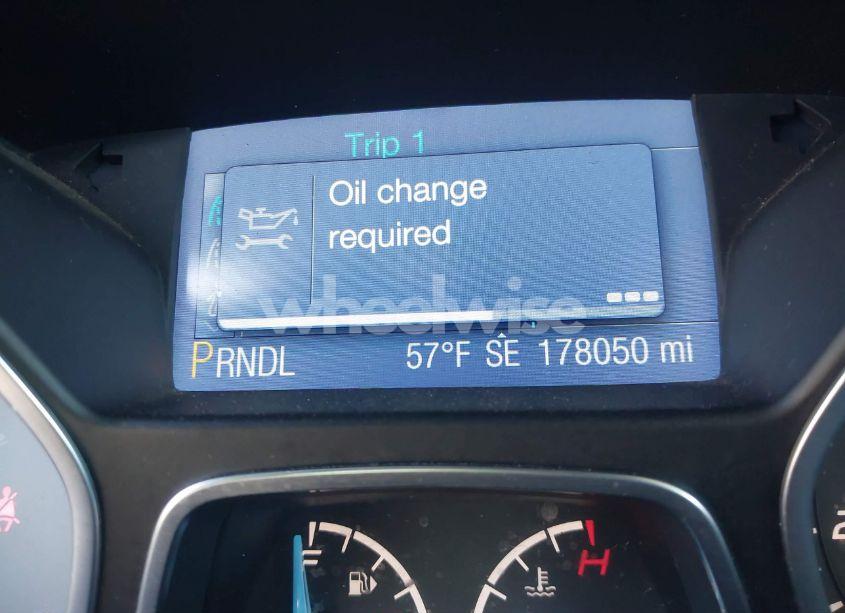 Trip 1
Oil change
required
wheelwise
PRNDL 57°F SE 178050 mi
F H